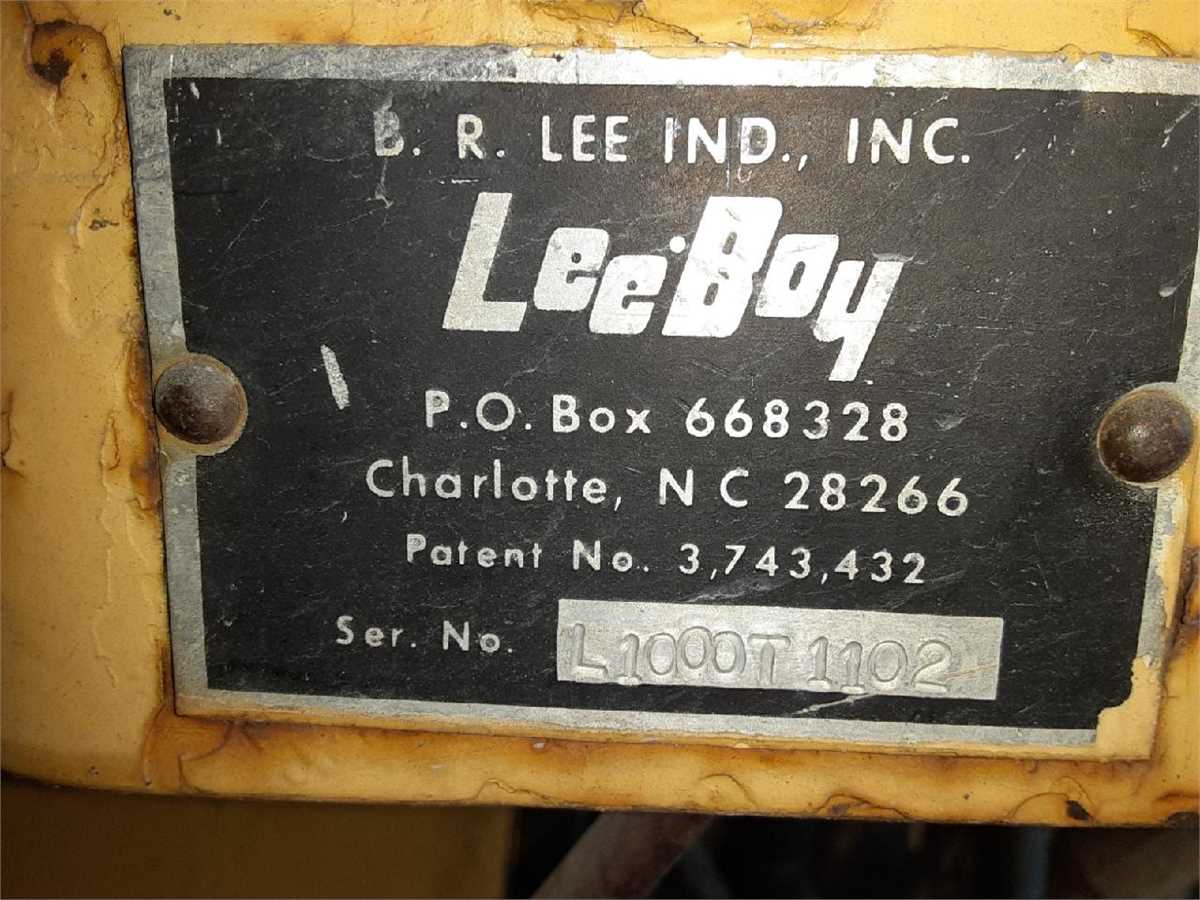 B. R. LEE IND., INC.
LeeBoy
P.O. Box 668328
Charlotte, N C 28266
Patent No. 3,743,432
Ser. No. L1000T 1102